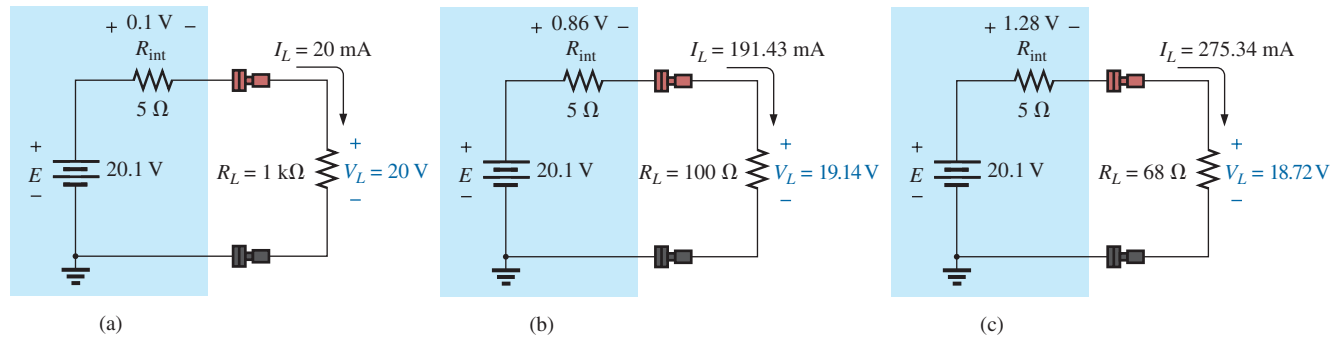 + 0.1 V −
R_int
5 Ω
I_L = 20 mA
+
E
−
20.1 V
R_L = 1 kΩ
+
V_L = 20 V
−
(a)
+ 0.86 V −
R_int
5 Ω
I_L = 191.43 mA
+
E
−
20.1 V
R_L = 100 Ω
+
V_L = 19.14 V
−
(b)
+ 1.28 V −
R_int
5 Ω
I_L = 275.34 mA
+
E
−
20.1 V
R_L = 68 Ω
+
V_L = 18.72 V
−
(c)